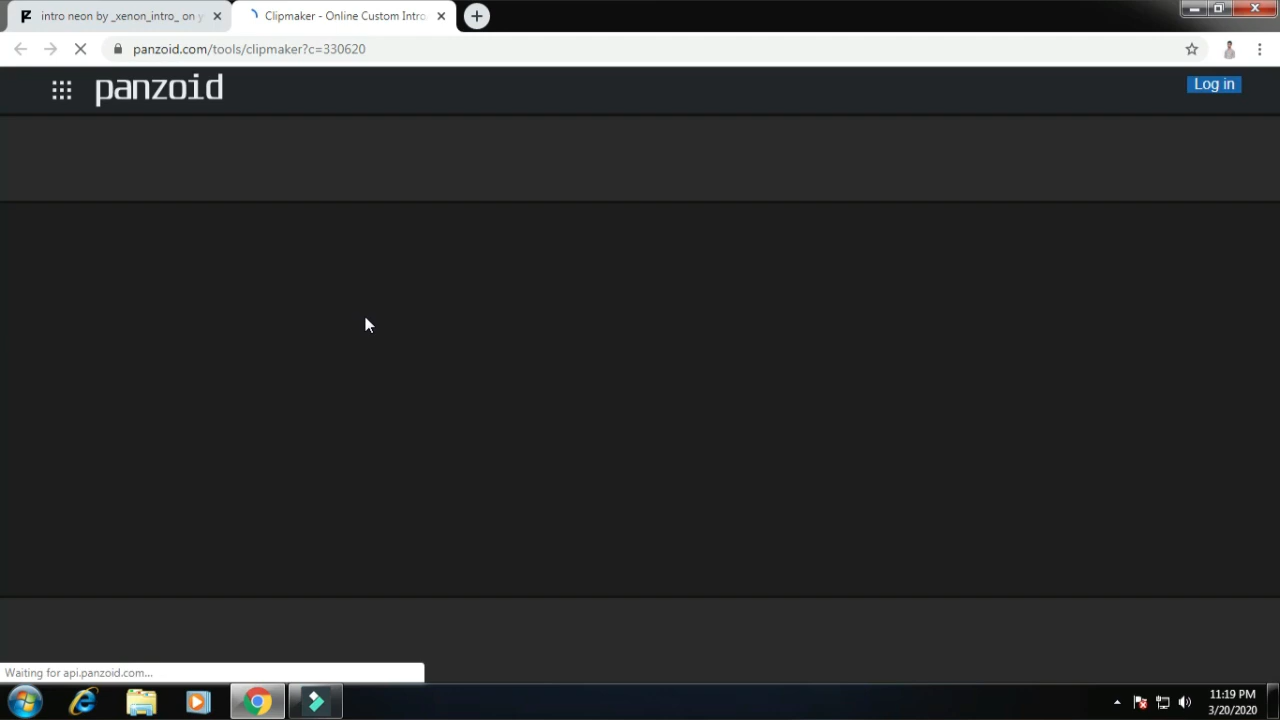 intro neon by _xenon_intro_ on y
Clipmaker - Online Custom Intro
panzoid.com/tools/clipmaker?c=330620
panzoid
Log in
Waiting for api.panzoid.com...
11:19 PM
3/20/2020